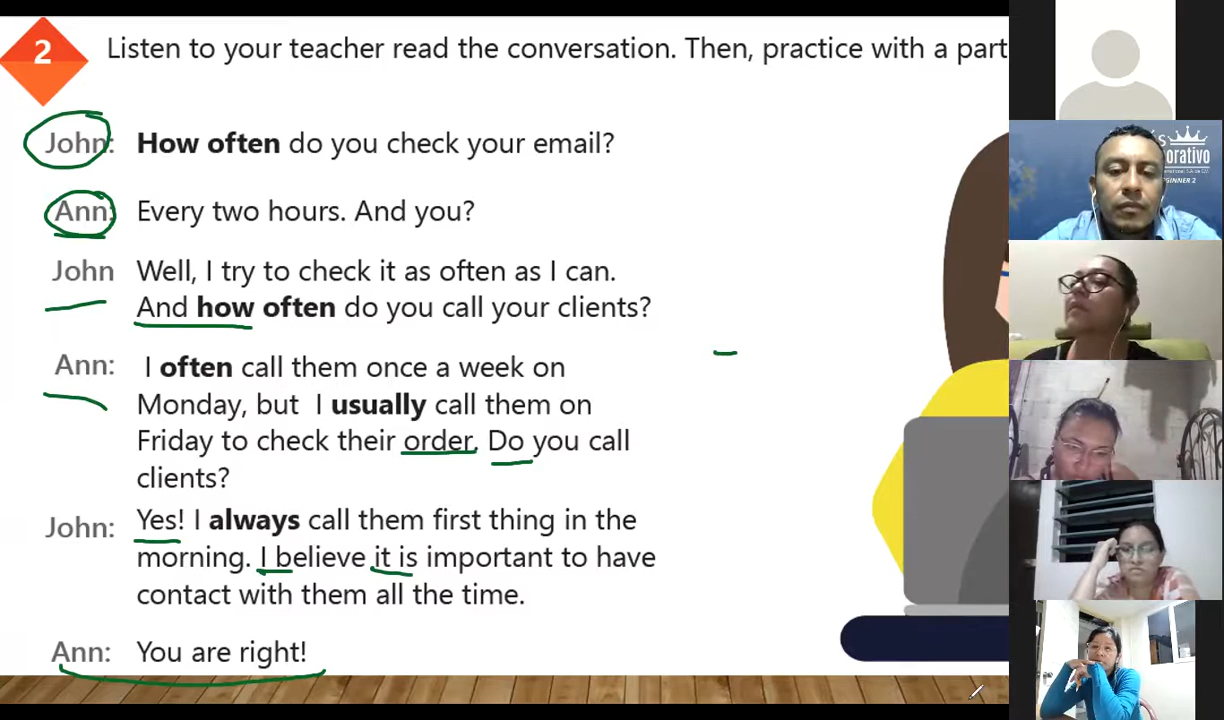 2
Listen to your teacher read the conversation. Then, practice with a part
John: How often do you check your email?
Ann: Every two hours. And you?
John Well, I try to check it as often as I can.
And how often do you call your clients?
Ann: I often call them once a week on
Monday, but I usually call them on
Friday to check their order. Do you call
clients?
John: Yes! I always call them first thing in the
morning. I believe it is important to have
contact with them all the time.
Ann: You are right!